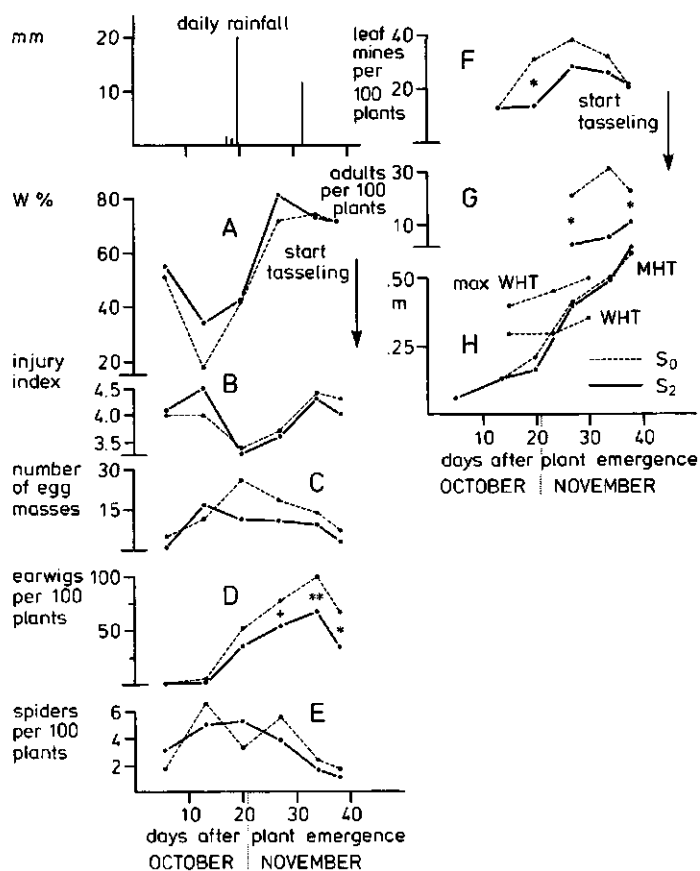 daily rainfall
mm
20
10
W %
80
60
40
20
A
start
tasseling
injury
index
4.5
4.0
3.5
B
number
of egg
masses
30
15
C
earwigs
per 100
plants
100
50
D
+
**
*
spiders
per 100
plants
6
4
2
E
10 20 30 40
days after plant emergence
OCTOBER NOVEMBER
leaf
mines
per
100
plants
40
20
F
*
start
tasseling
adults
per 100
plants
30
10
G
*
*
.50
m
.25
max WHT
MHT
WHT
H
S0
S2
10 20 30 40
days after plant emergence
OCTOBER NOVEMBER